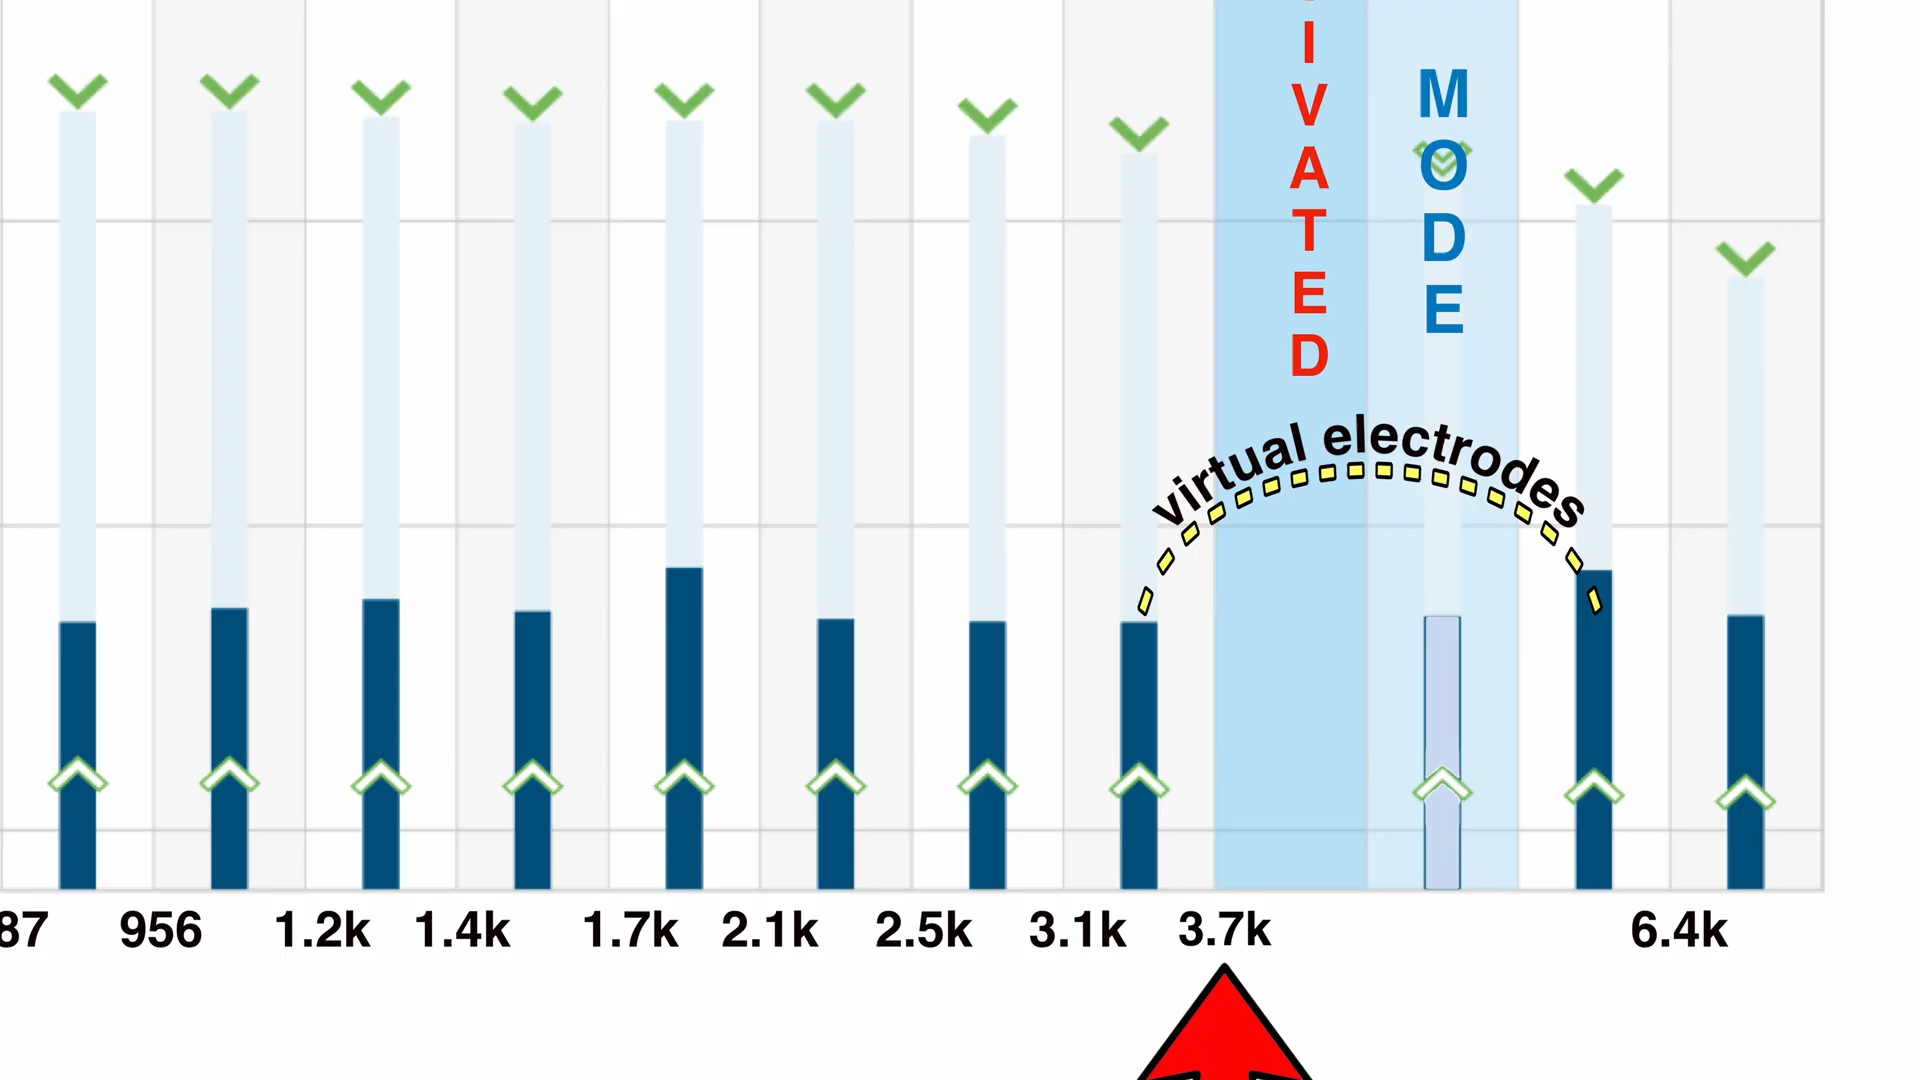 IVATED
MODE
virtual electrodes
87 956 1.2k 1.4k 1.7k 2.1k 2.5k 3.1k 3.7k 6.4k